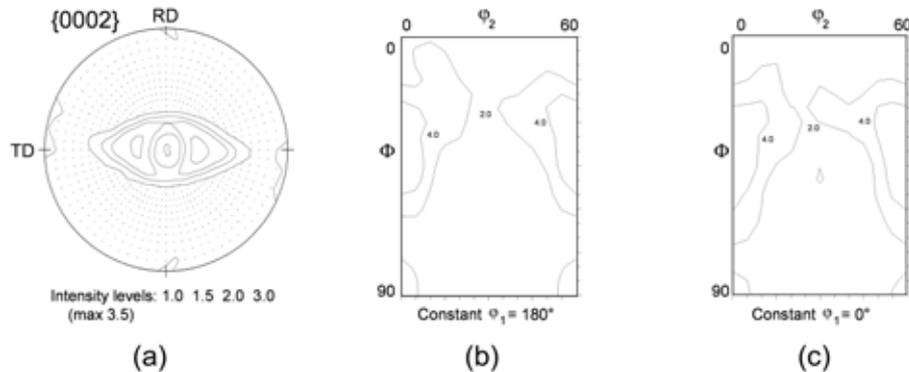 {0002}
RD
TD
Intensity levels: 1.0 1.5 2.0 3.0
(max 3.5)
(a)
0 φ₂ 60
0
Φ
90
4.0
2.0
4.0
Constant φ₁ = 180°
(b)
0 φ₂ 60
0
Φ
90
4.0
2.0
4.0
Constant φ₁ = 0°
(c)